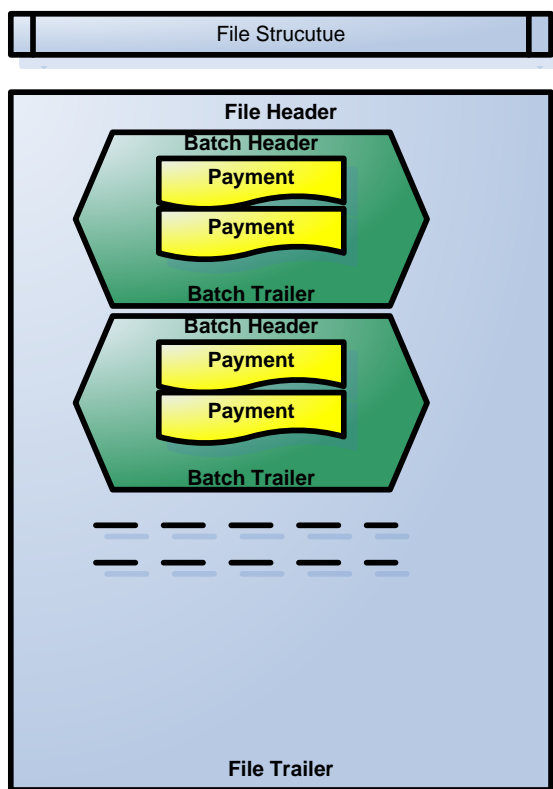 File Strucutue
File Header
Batch Header
Payment
Payment
Batch Trailer
Batch Header
Payment
Payment
Batch Trailer
File Trailer